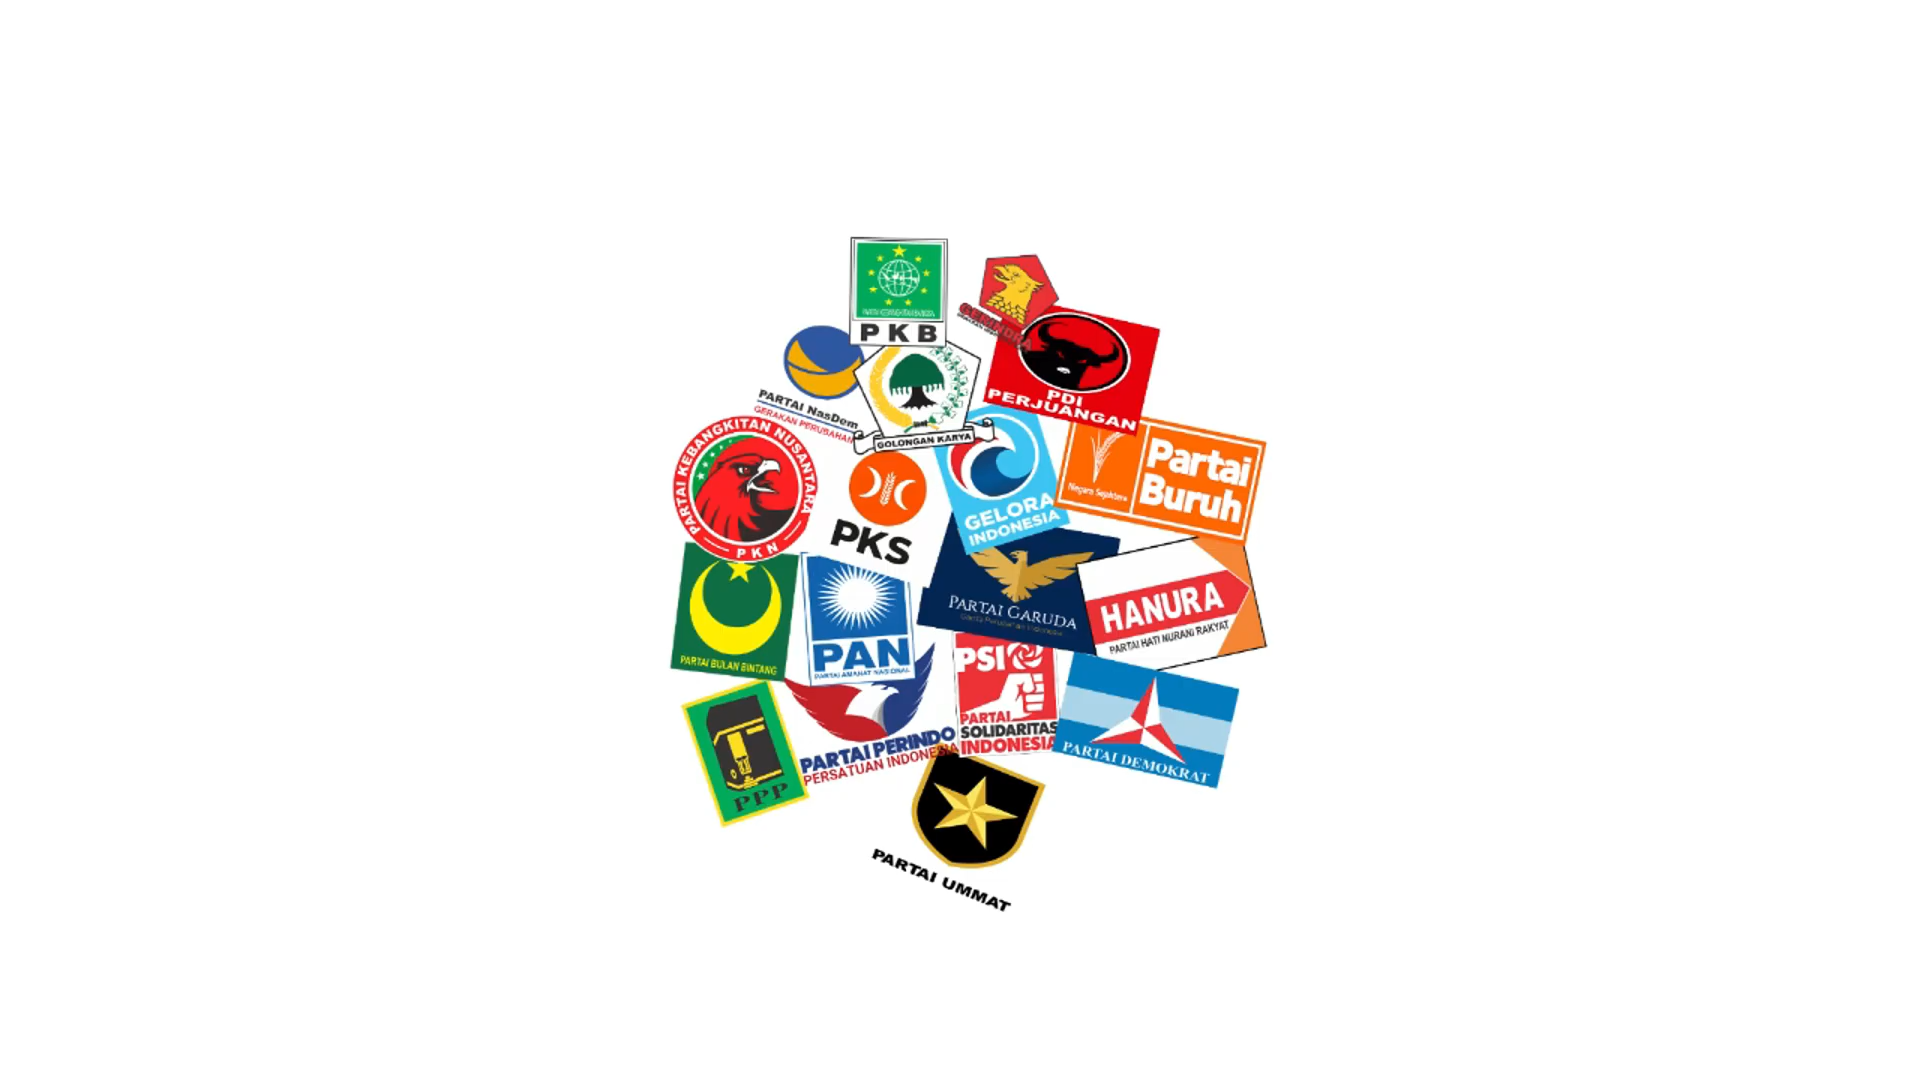 PKB
GERINDRA
PDI
PERJUANGAN
PARTAI NasDem
GERAKAN PERUBAHAN
GOLONGAN KARYA
PARTAI KEBANGKITAN NUSANTARA
PKN
PKS
GELORA
INDONESIA
Negara Sejahtera
Partai
Buruh
PARTAI GARUDA
HANURA
PARTAI HATI NURANI RAKYAT
PARTAI BULAN BINTANG
PAN
PARTAI AMANAT NASIONAL
PSI
PARTAI
SOLIDARITAS
INDONESIA
PARTAI DEMOKRAT
PPP
PARTAI PERINDO
PERSATUAN INDONESIA
PARTAI UMMAT